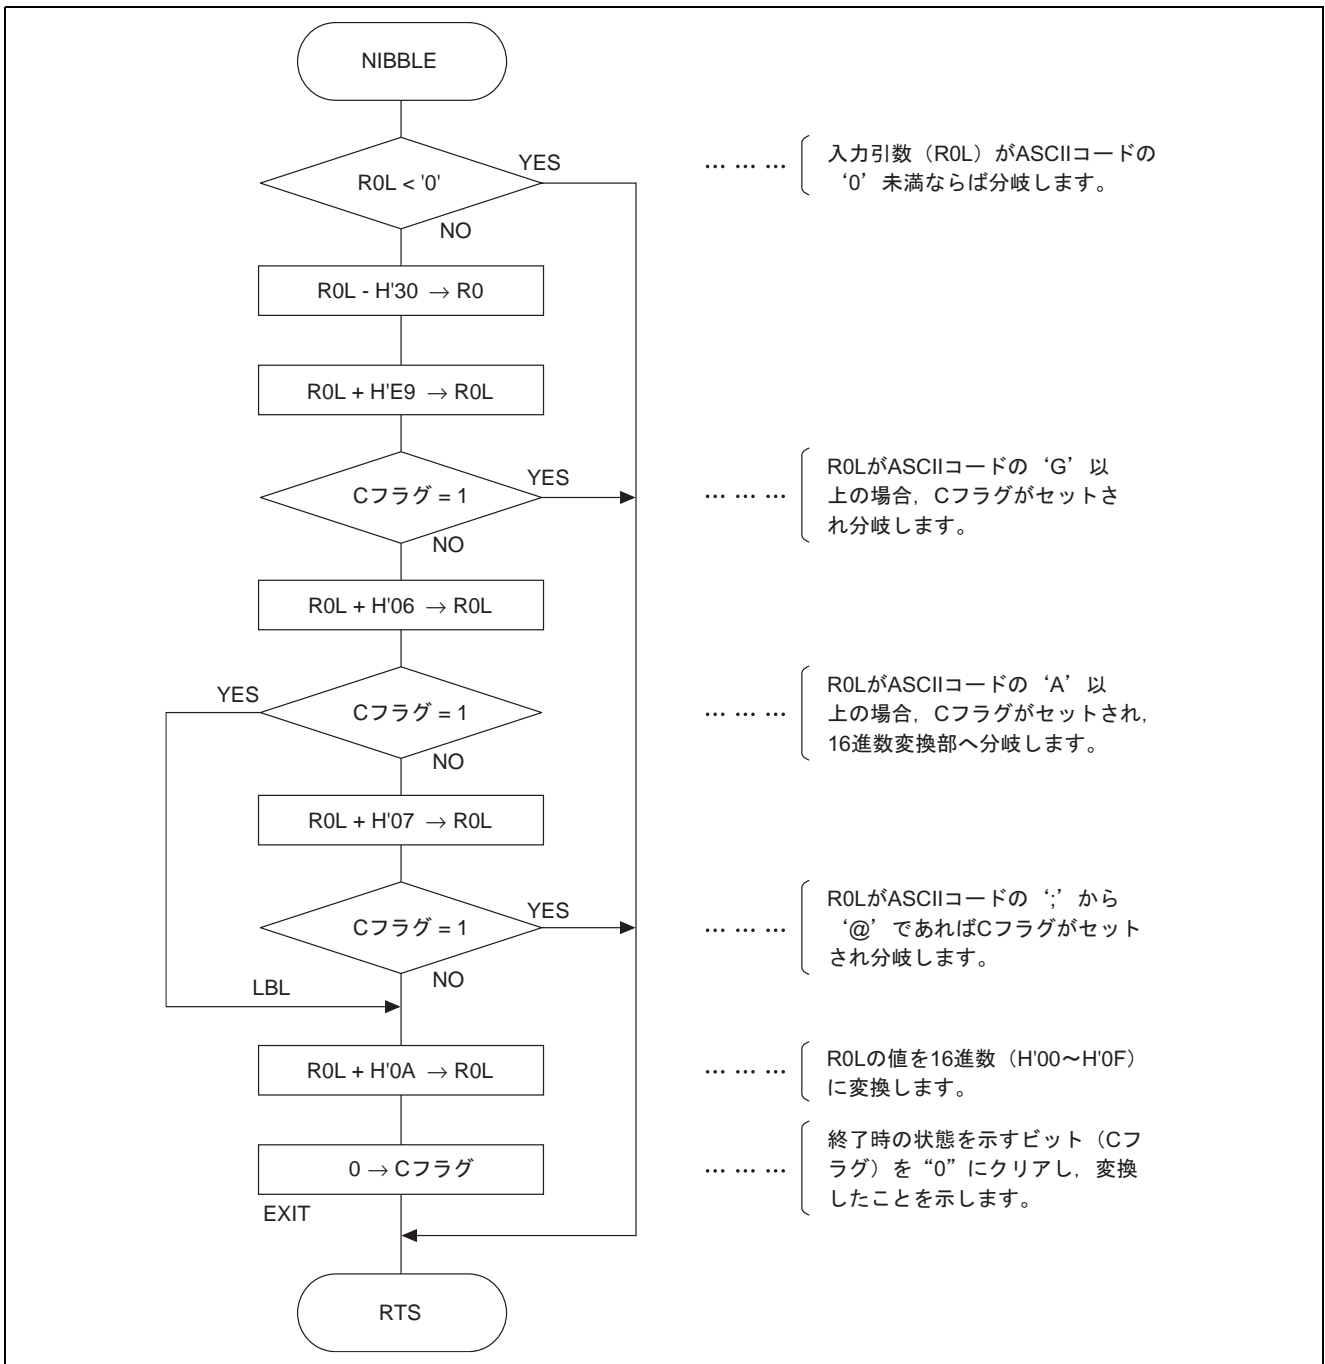 NIBBLE
R0L < '0'
YES
NO
… … …
入力引数（R0L）がASCIIコードの
‘0’未満ならば分岐します。
R0L - H'30 → R0
R0L + H'E9 → R0L
Cフラグ = 1
YES
NO
… … …
R0LがASCIIコードの‘G’以
上の場合，Cフラグがセットさ
れ分岐します。
R0L + H'06 → R0L
YES
Cフラグ = 1
NO
… … …
R0LがASCIIコードの‘A’以
上の場合，Cフラグがセットされ，
16進数変換部へ分岐します。
R0L + H'07 → R0L
Cフラグ = 1
YES
NO
… … …
R0LがASCIIコードの‘;’から
‘@’であればCフラグがセット
され分岐します。
LBL
R0L + H'0A → R0L
… … …
R0Lの値を16進数（H'00～H'0F）
に変換します。
0 → Cフラグ
… … …
終了時の状態を示すビット（Cフ
ラグ）を“0”にクリアし，変換
したことを示します。
EXIT
RTS